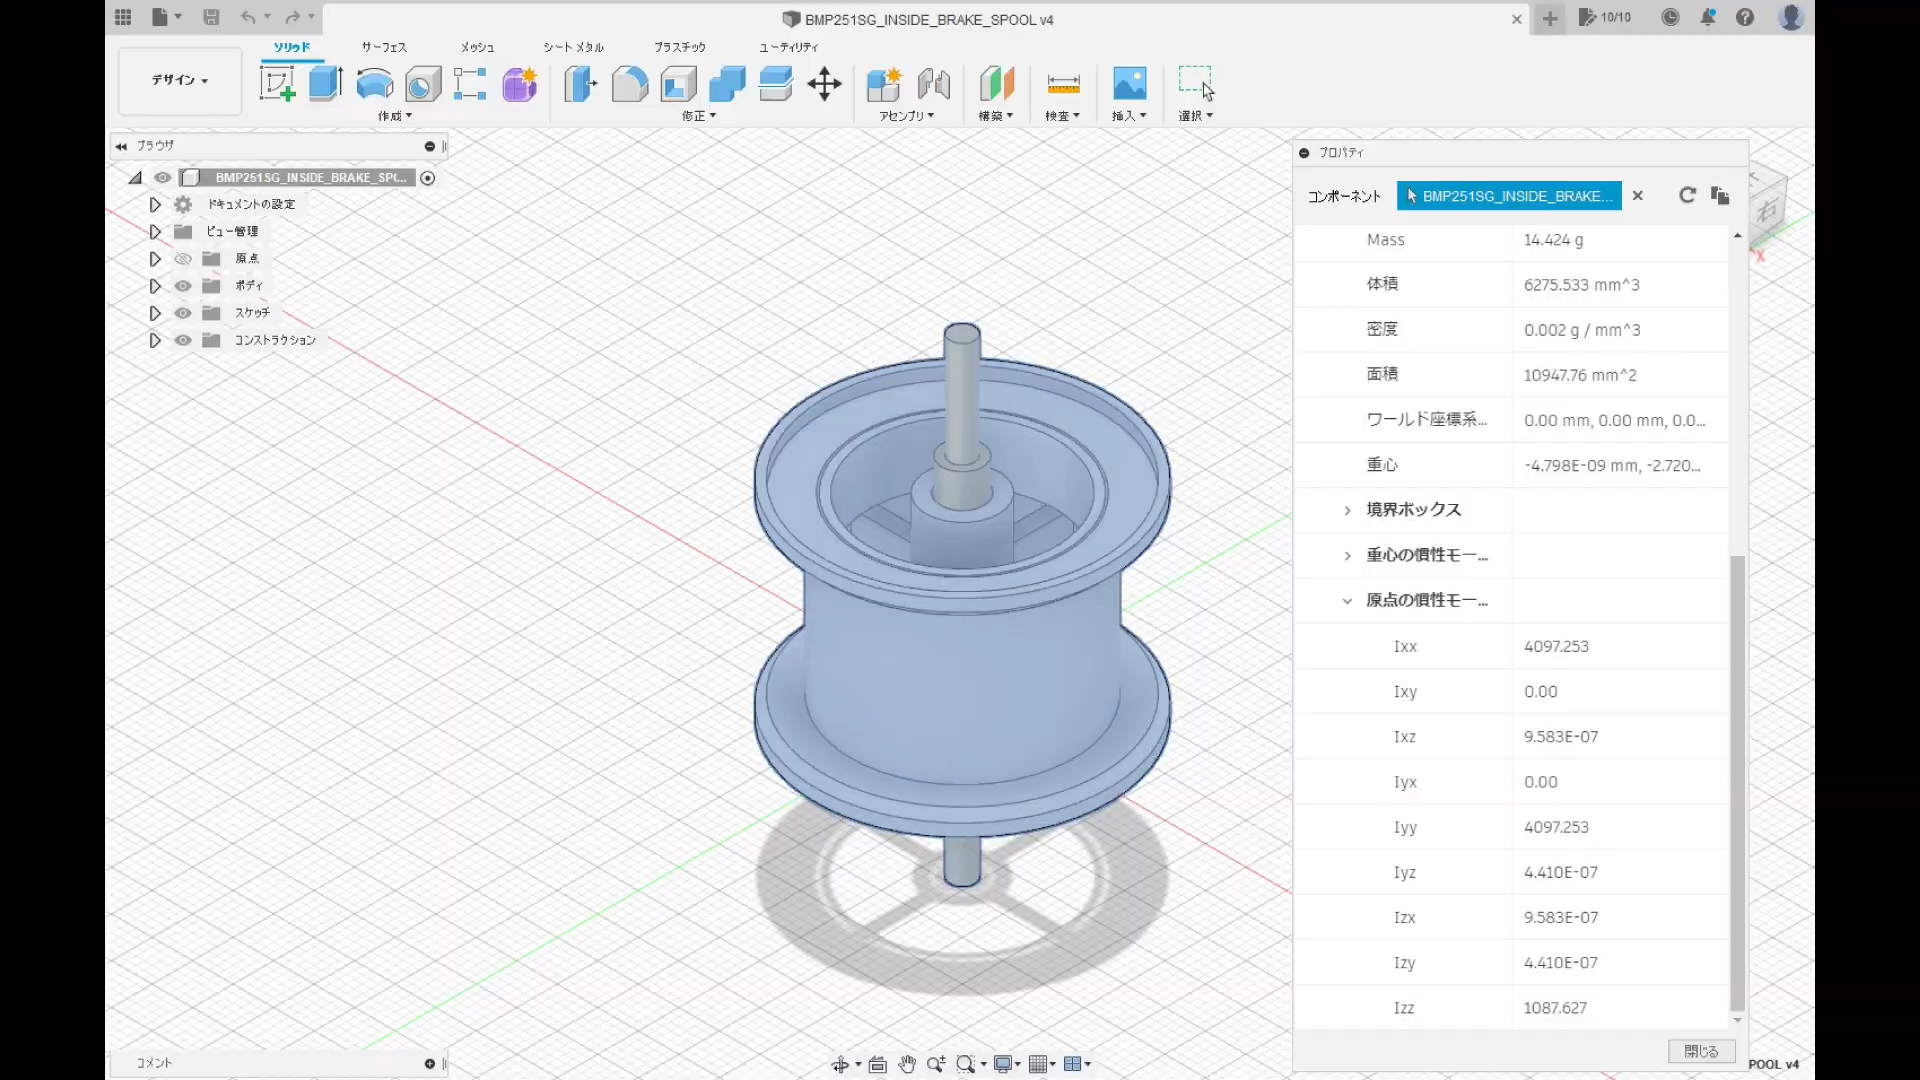 BMP251SG_INSIDE_BRAKE_SPOOL v4
10/10
デザイン
ソリッド
サーフェス
メッシュ
シート メタル
プラスチック
ユーティリティ
作成
修正
アセンブリ
構築
検査
挿入
選択
ブラウザ
BMP251SG_INSIDE_BRAKE_SP(...
ドキュメントの設定
ビュー管理
原点
ボディ
スケッチ
コンストラクション
右
X
プロパティ
コンポーネント
BMP251SG_INSIDE_BRAKE...
Mass 14.424 g
体積 6275.533 mm^3
密度 0.002 g / mm^3
面積 10947.76 mm^2
ワールド座標系... 0.00 mm, 0.00 mm, 0.0...
重心 -4.798E-09 mm, -2.720...
境界ボックス
重心の慣性モー...
原点の慣性モー...
Ixx 4097.253
Ixy 0.00
Ixz 9.583E-07
Iyx 0.00
Iyy 4097.253
Iyz 4.410E-07
Izx 9.583E-07
Izy 4.410E-07
Izz 1087.627
閉じる
コメント
POOL v4